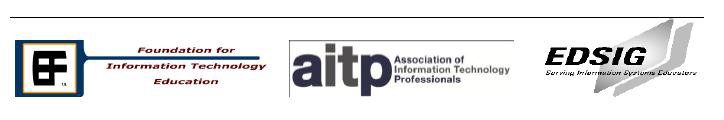 EF
Foundation for
Information Technology
Education
aitp
Association of
Information Technology
Professionals
EDSIG
Serving Information Systems Educators